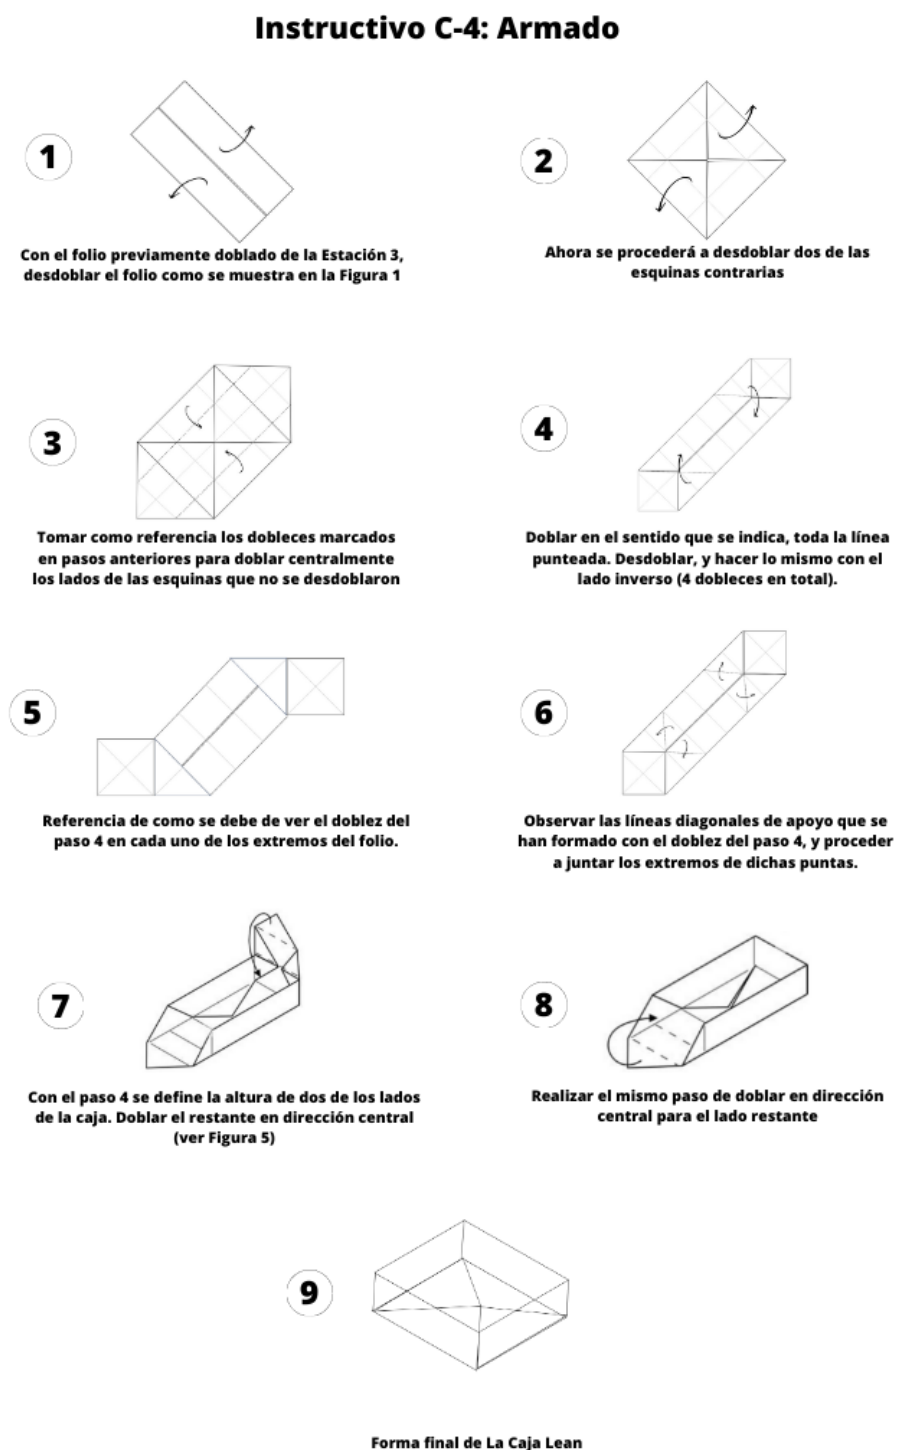 Instructivo C-4: Armado
1
Con el folio previamente doblado de la Estación 3,
desdoblar el folio como se muestra en la Figura 1
2
Ahora se procederá a desdoblar dos de las
esquinas contrarias
3
Tomar como referencia los dobleces marcados
en pasos anteriores para doblar centralmente
los lados de las esquinas que no se desdoblaron
4
Doblar en el sentido que se indica, toda la línea
punteada. Desdoblar, y hacer lo mismo con el
lado inverso (4 dobleces en total).
5
Referencia de como se debe de ver el doblez del
paso 4 en cada uno de los extremos del folio.
6
Observar las líneas diagonales de apoyo que se
han formado con el doblez del paso 4, y proceder
a juntar los extremos de dichas puntas.
7
Con el paso 4 se define la altura de dos de los lados
de la caja. Doblar el restante en dirección central
(ver Figura 5)
8
Realizar el mismo paso de doblar en dirección
central para el lado restante
9
Forma final de La Caja Lean